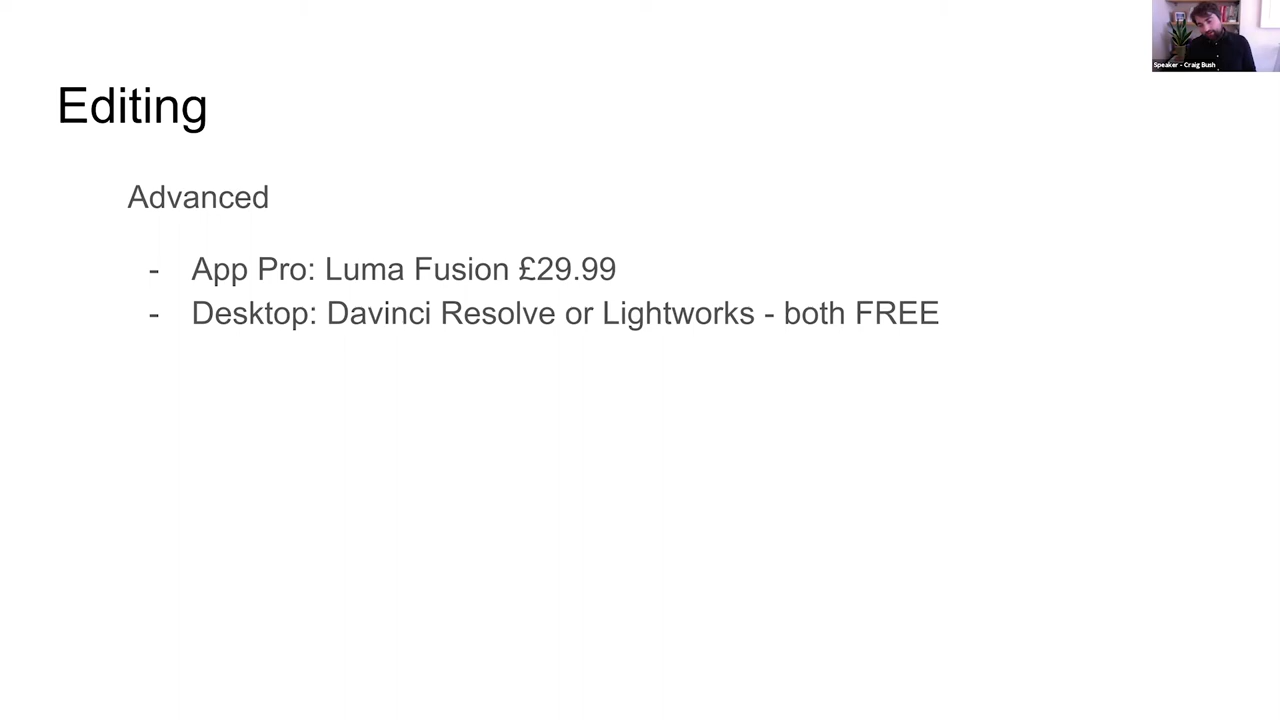 Speaker - Craig Bush
Editing
Advanced
- App Pro: Luma Fusion £29.99
- Desktop: Davinci Resolve or Lightworks - both FREE